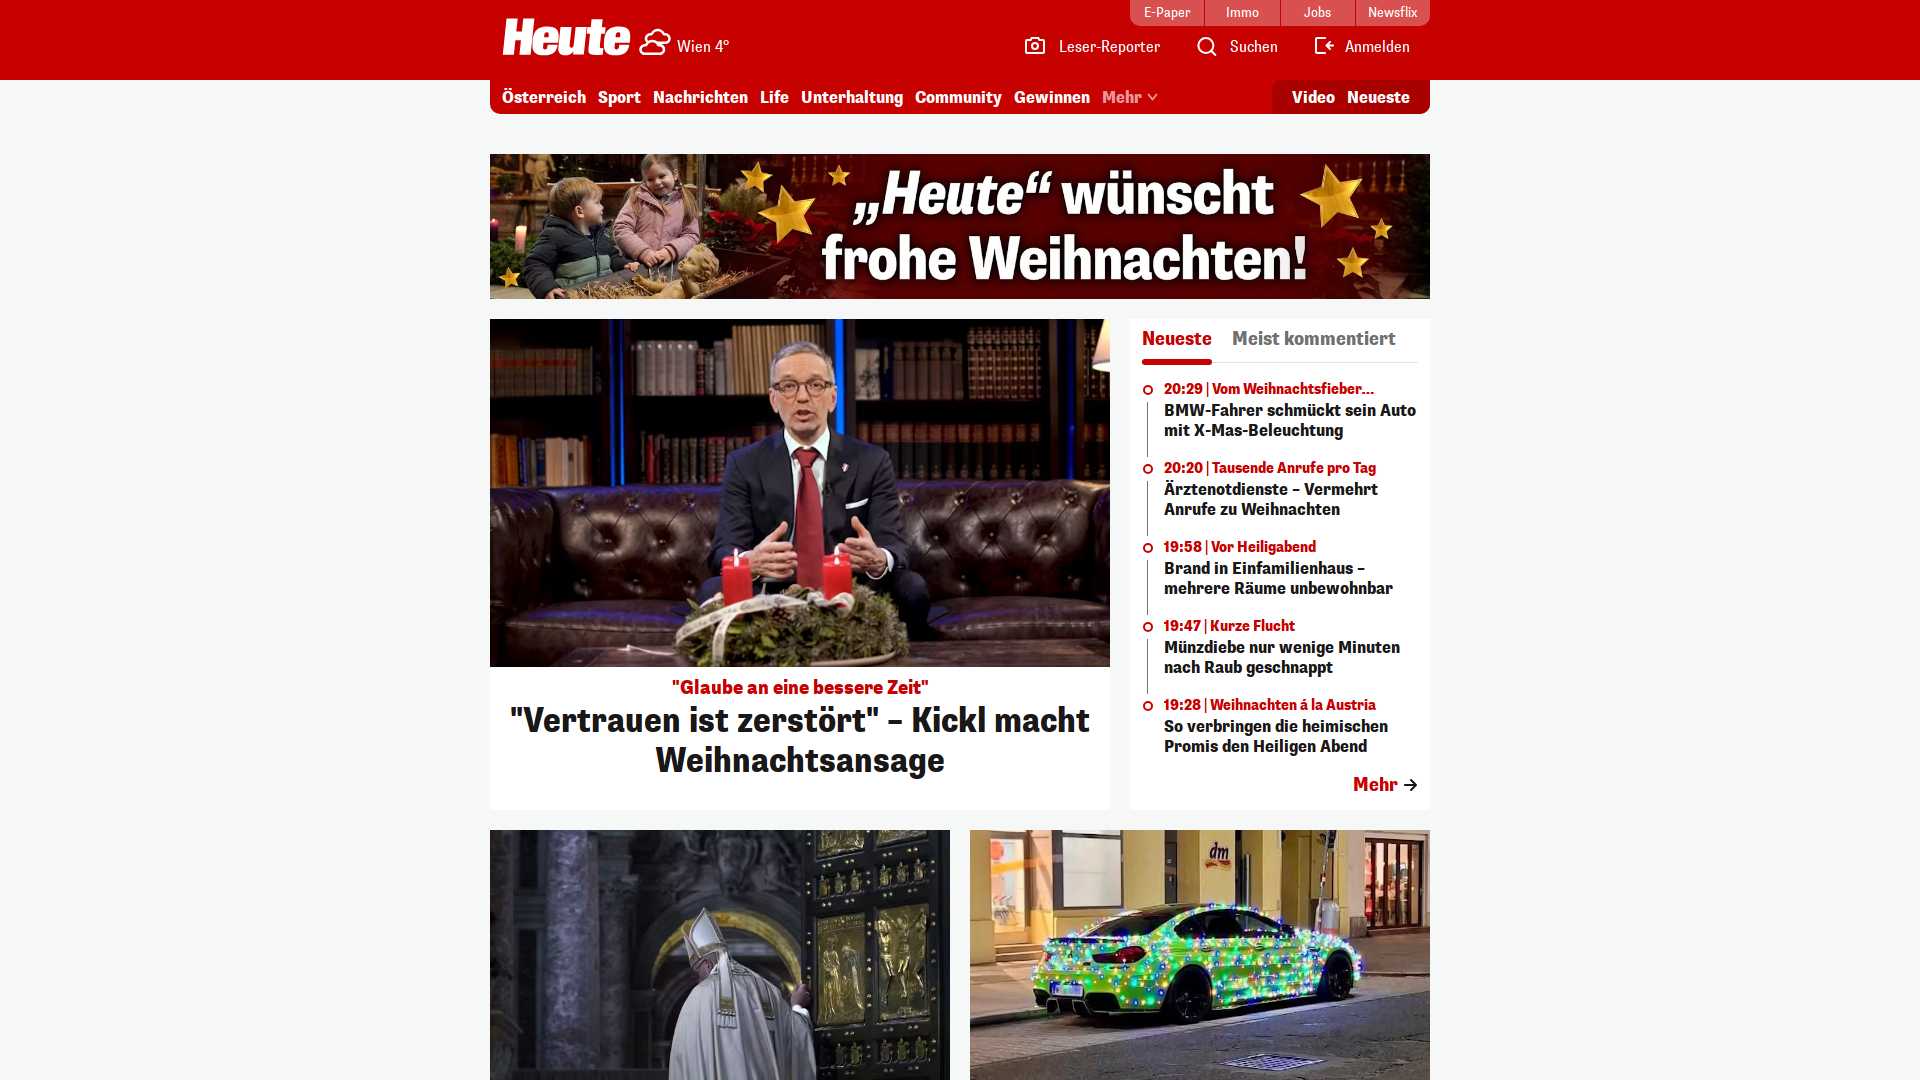 E-Paper
Immo
Jobs
Newsflix
Heute
Wien 4°
Leser-Reporter
Suchen
Anmelden
Österreich
Sport
Nachrichten
Life
Unterhaltung
Community
Gewinnen
Mehr
Video
Neueste
„Heute“ wünscht
frohe Weihnachten!
"Glaube an eine bessere Zeit"
"Vertrauen ist zerstört" – Kickl macht
Weihnachtsansage
Neueste
Meist kommentiert
20:29 | Vom Weihnachtsfieber...
BMW-Fahrer schmückt sein Auto
mit X-Mas-Beleuchtung
20:20 | Tausende Anrufe pro Tag
Ärztenotdienste – Vermehrt
Anrufe zu Weihnachten
19:58 | Vor Heiligabend
Brand in Einfamilienhaus –
mehrere Räume unbewohnbar
19:47 | Kurze Flucht
Münzdiebe nur wenige Minuten
nach Raub geschnappt
19:28 | Weihnachten á la Austria
So verbringen die heimischen
Promis den Heiligen Abend
Mehr
dm